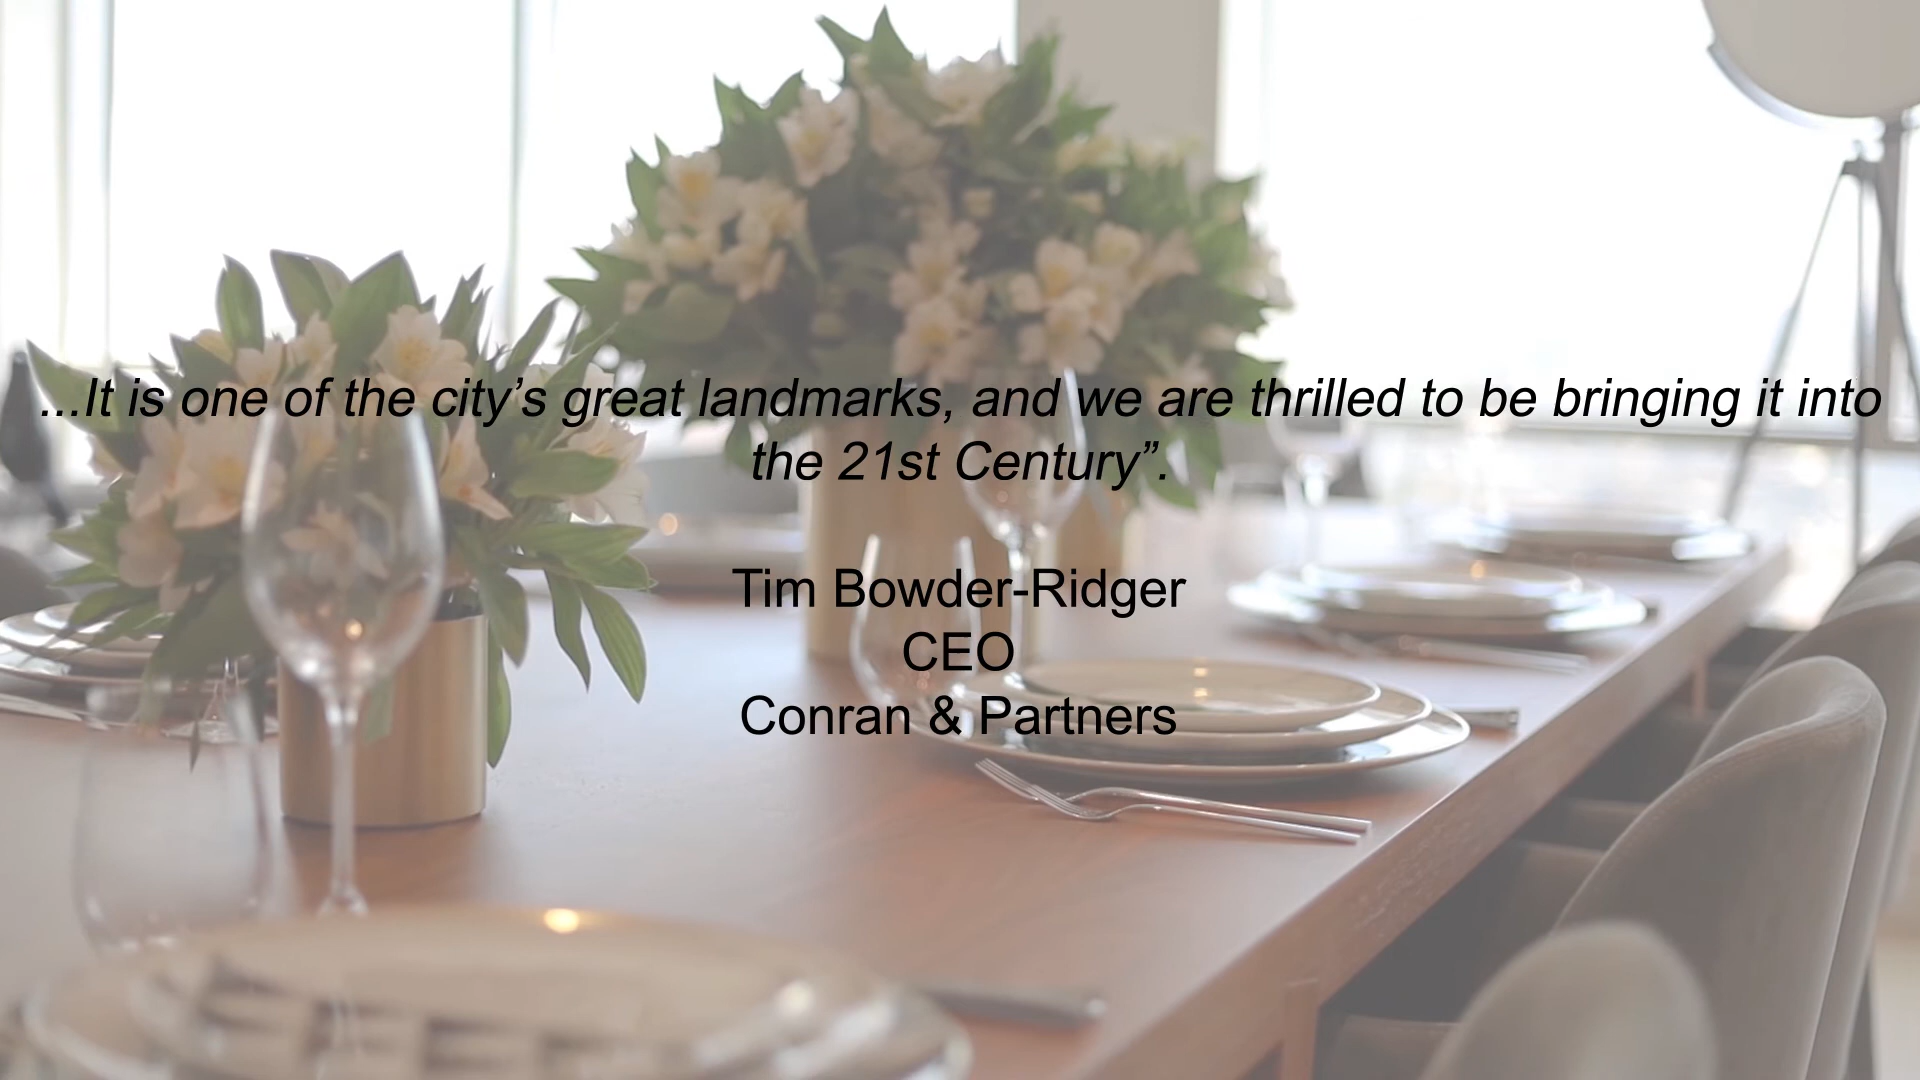 ...It is one of the city’s great landmarks, and we are thrilled to be bringing it into
the 21st Century”.
Tim Bowder-Ridger
CEO
Conran & Partners